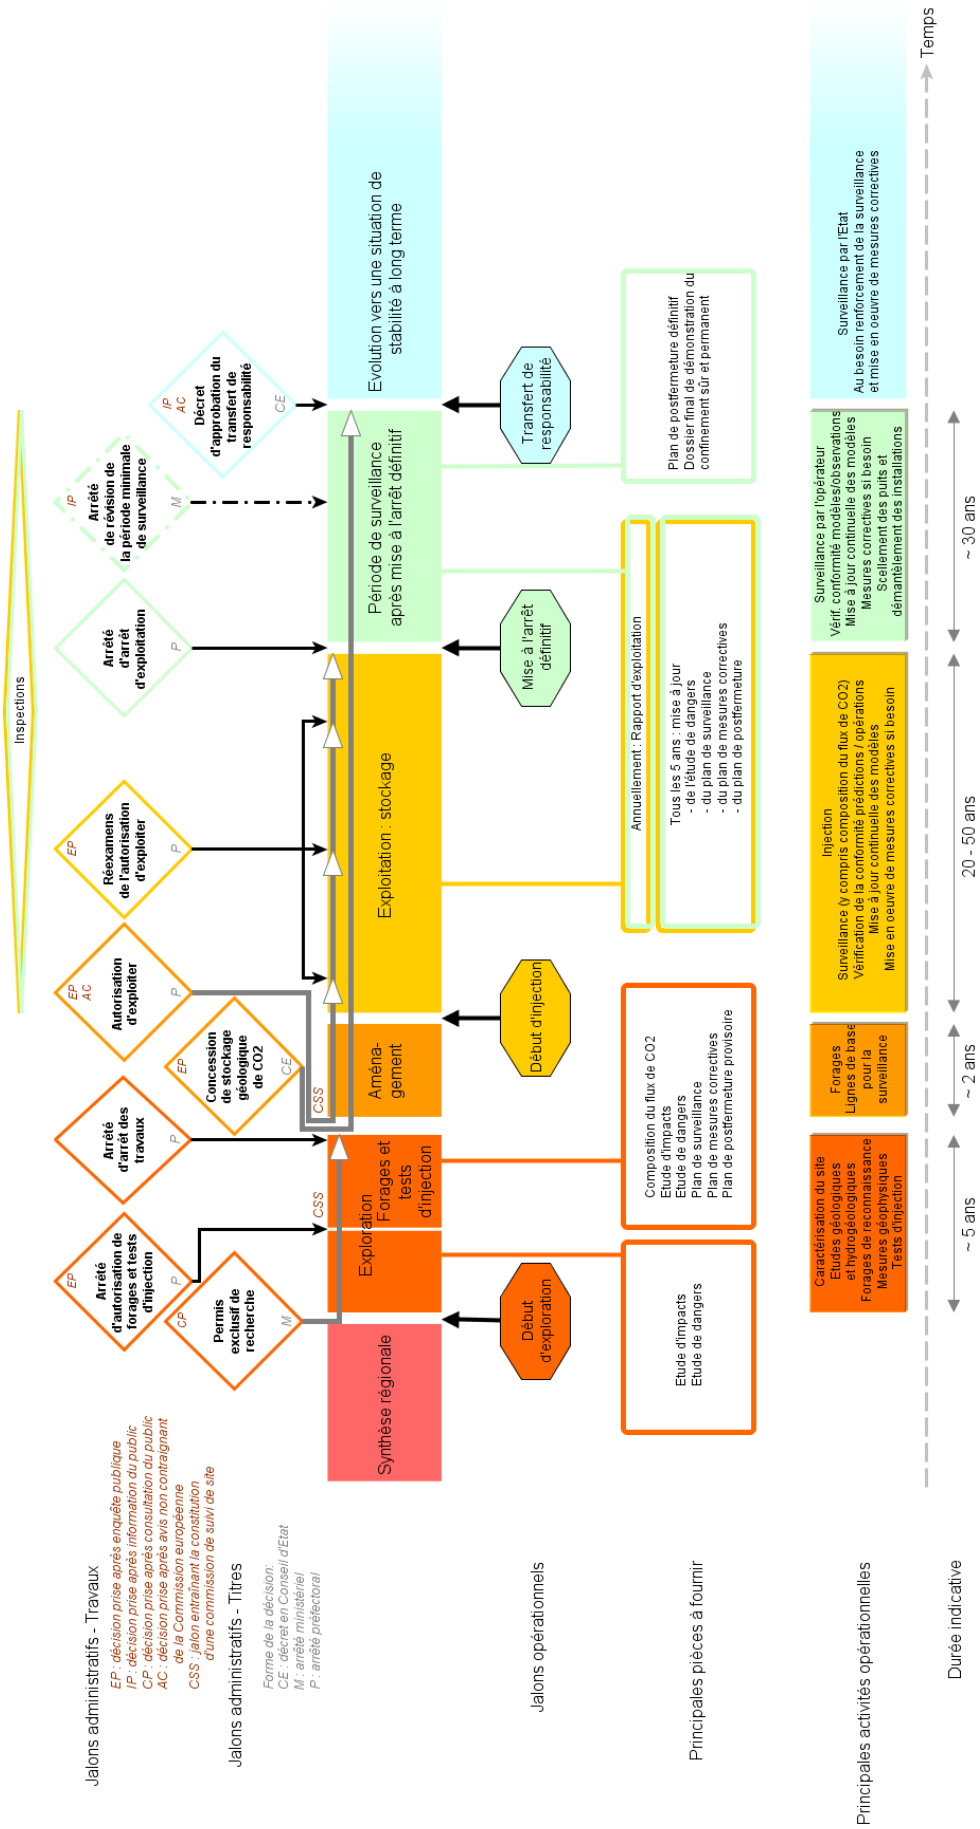 Inspections
Jalons administratifs - Travaux
EP : décision prise après enquête publique
IP : décision prise après information du public
CP : décision prise après consultation du public
AC : décision prise après avis non contraignant
de la Commission européenne
CSS : jalon entraînant la constitution
d'une commission de suivi de site
EP
Arrêté
d'autorisation de
forages et tests
d'injection
P
Arrêté
d'arrêt des
travaux
P
EP
AC
Autorisation
d'exploiter
P
EP
Réexamens
de l'autorisation
d'exploiter
P
Arrêté
d'arrêt
d'exploitation
P
IP
Arrêté
de révision de
la période minimale
de surveillance
M
Jalons administratifs - Titres
Forme de la décision:
CE : décret en Conseil d'Etat
M : arrêté ministériel
P : arrêté préfectoral
CP
Permis
exclusif de
recherche
M
EP
Concession
de stockage
géologique
de CO2
CE
IP
AC
Décret
d'approbation du
transfert de
responsabilité
CE
CSS
CSS
Synthèse régionale
Exploration
Forages et
tests
d'injection
Aména-
gement
Exploitation : stockage
Période de surveillance
après mise à l'arrêt définitif
Evolution vers une situation de
stabilité à long terme
Jalons opérationnels
Début
d'exploration
Début d'injection
Mise à l'arrêt
définitif
Transfert de
responsabilité
Principales pièces à fournir
Etude d'impacts
Etude de dangers
Composition du flux de CO2
Etude d'impacts
Etude de dangers
Plan de surveillance
Plan de mesures correctives
Plan de postfermeture provisoire
Annuellement : Rapport d'exploitation
Tous les 5 ans : mise à jour
- de l'étude de dangers
- du plan de surveillance
- du plan de mesures correctives
- du plan de postfermeture
Plan de postfermeture définitif
Dossier final de démonstration du
confinement sûr et permanent
Principales activités opérationnelles
Caractérisation du site
Etudes géologiques
et hydrogéologiques
Forages de reconnaissance
Mesures géophysiques
Tests d'injection
Forages
Lignes de base
pour la
surveillance
Injection
Surveillance (y compris composition du flux de CO2)
Vérification de la conformité prédictions / opérations
Mise à jour continuelle des modèles
Mise en oeuvre de mesures correctives si besoin
Surveillance par l'opérateur
Vérif. conformité modèles/observations
Mise à jour continuelle des modèles
Mesures correctives si besoin
Scellement des puits et
démantèlement des installations
Surveillance par l'Etat
Au besoin renforcement de la surveillance
et mise en oeuvre de mesures correctives
Temps
Durée indicative
~ 5 ans
~ 2 ans
20 - 50 ans
~ 30 ans